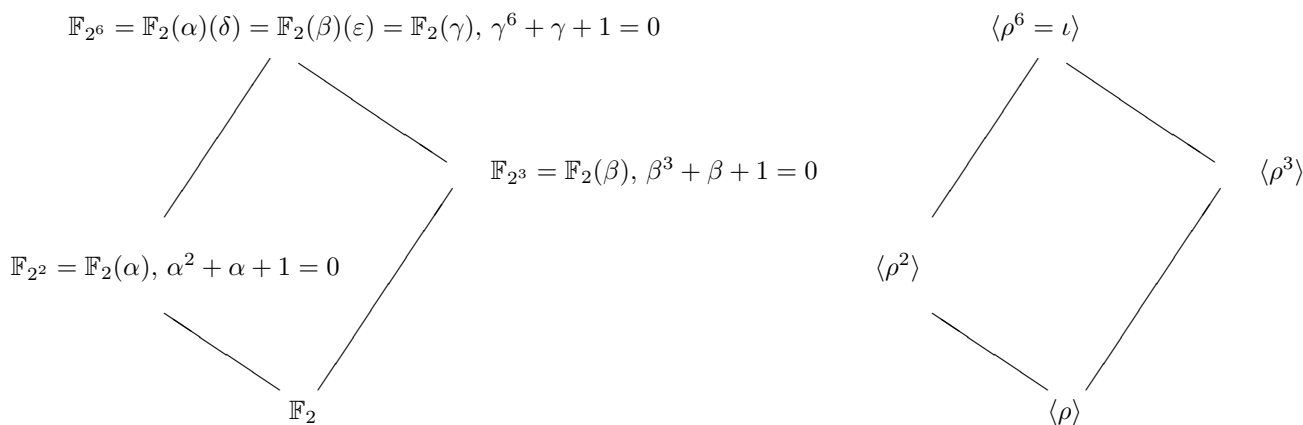 𝔽_{2^6} = 𝔽_2(α)(δ) = 𝔽_2(β)(ε) = 𝔽_2(γ), γ^6 + γ + 1 = 0
⟨ρ^6 = ι⟩
𝔽_{2^3} = 𝔽_2(β), β^3 + β + 1 = 0
⟨ρ^3⟩
𝔽_{2^2} = 𝔽_2(α), α^2 + α + 1 = 0
⟨ρ^2⟩
𝔽_2
⟨ρ⟩